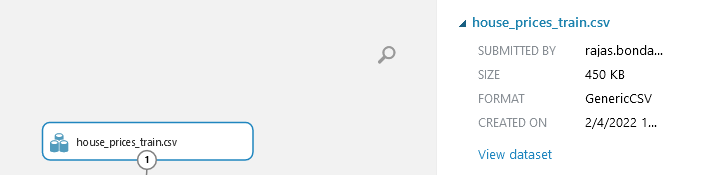 house_prices_train.csv
1
house_prices_train.csv
SUBMITTED BY rajas.bonda...
SIZE 450 KB
FORMAT GenericCSV
CREATED ON 2/4/2022 1...
View dataset